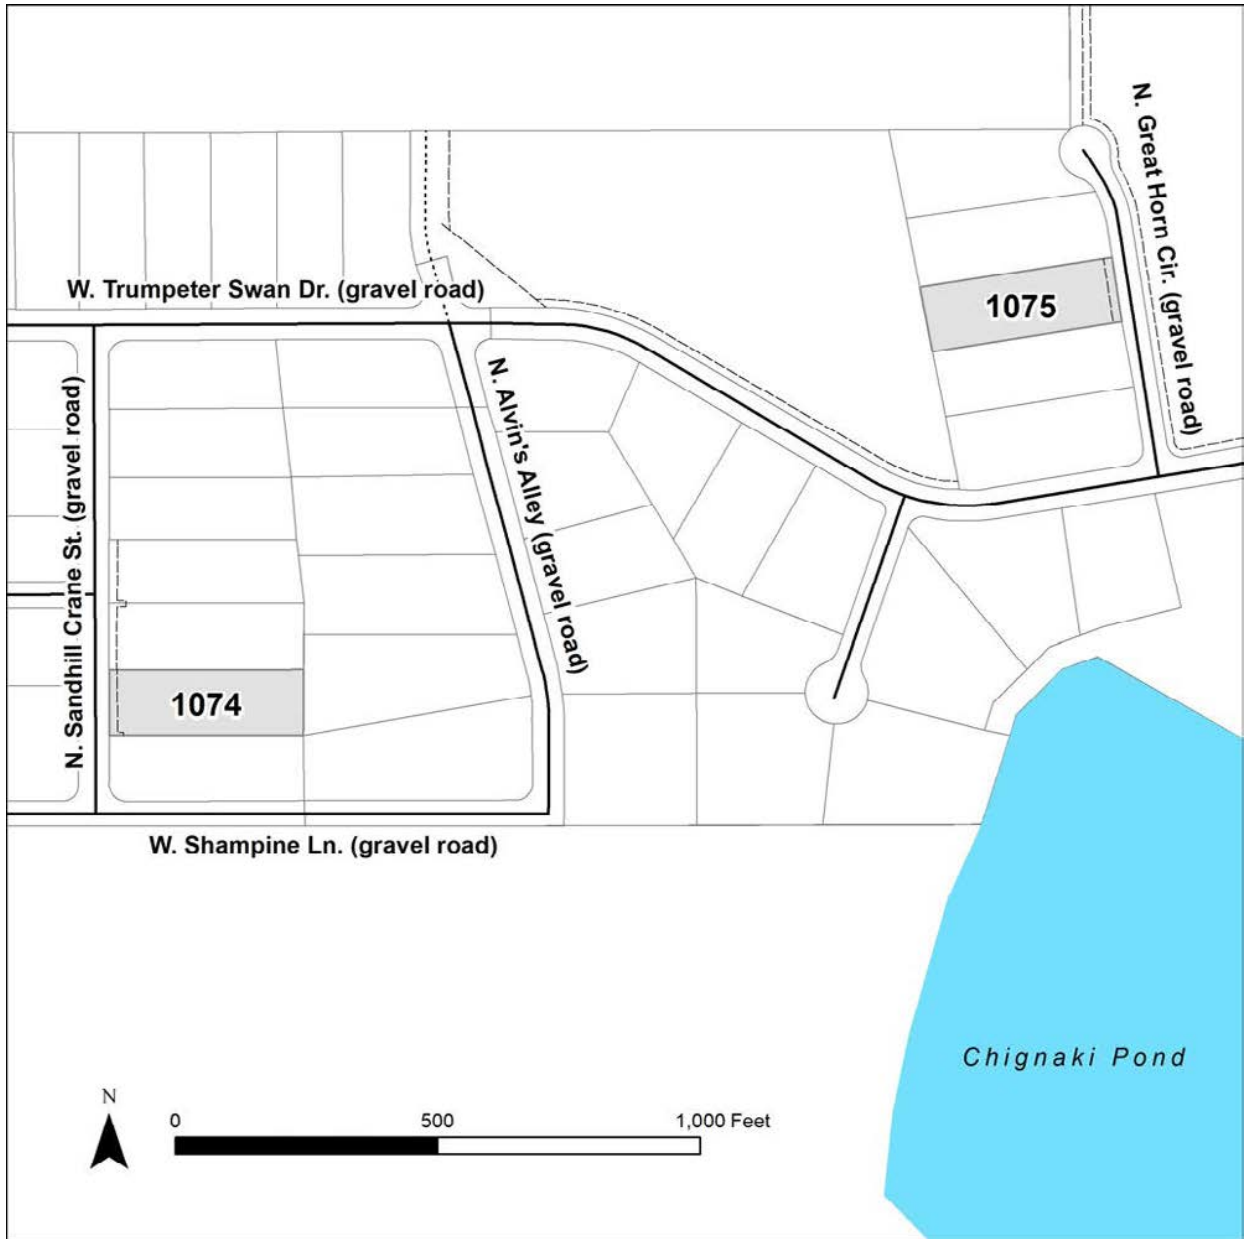 N. Great Horn Cir. (gravel road)
W. Trumpeter Swan Dr. (gravel road)
1075
N. Alvin's Alley (gravel road)
N. Sandhill Crane St. (gravel road)
1074
W. Shampine Ln. (gravel road)
Chignaki Pond
N
0 500 1,000 Feet